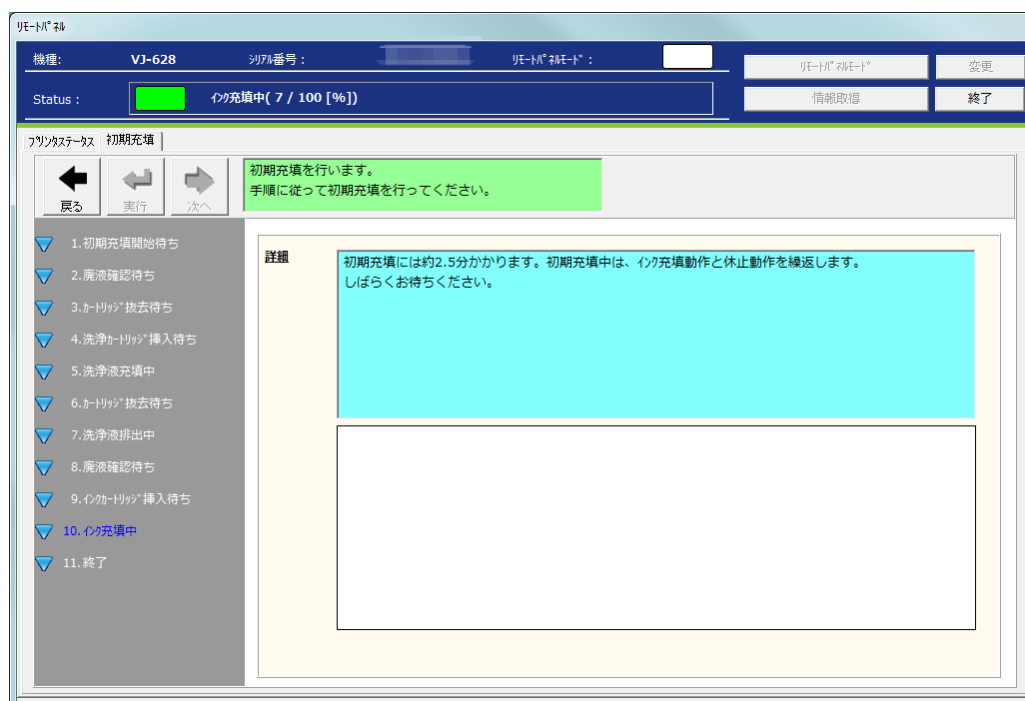 ﾘﾓｰﾄﾊﾟﾈﾙ
機種: VJ-628 ｼﾘｱﾙ番号： ﾘﾓｰﾄﾊﾟﾈﾙﾓｰﾄﾞ： ﾘﾓｰﾄﾊﾟﾈﾙﾓｰﾄﾞ 変更
Status： ｲﾝｸ充填中( 7 / 100 [%]) 情報取得 終了
ﾌﾟﾘﾝﾀｽﾃｰﾀｽ 初期充填
戻る 実行 次へ
初期充填を行います。
手順に従って初期充填を行ってください。
1.初期充填開始待ち
2.廃液確認待ち
3.ｶｰﾄﾘｯｼﾞ抜去待ち
4.洗浄ｶｰﾄﾘｯｼﾞ挿入待ち
5.洗浄液充填中
6.ｶｰﾄﾘｯｼﾞ抜去待ち
7.洗浄液排出中
8.廃液確認待ち
9.ｲﾝｸｶｰﾄﾘｯｼﾞ挿入待ち
10.ｲﾝｸ充填中
11.終了
詳細
初期充填には約2.5分かかります。初期充填中は、ｲﾝｸ充填動作と休止動作を繰返します。
しばらくお待ちください。